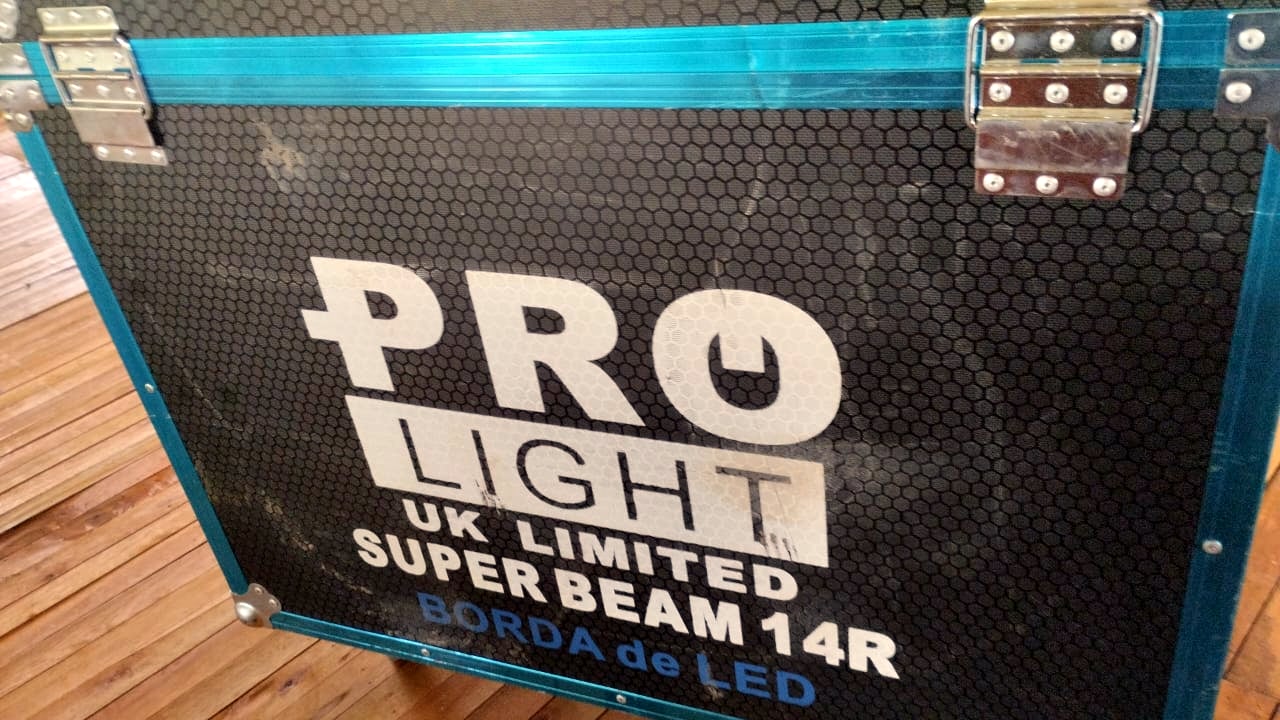 PRO
LIGHT
UK LIMITED
SUPER BEAM 14R
BORDA de LED